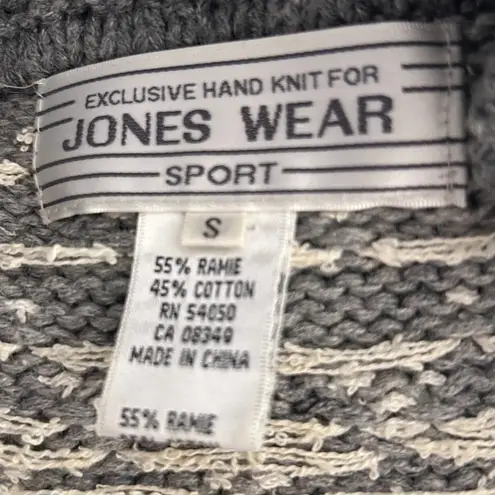 EXCLUSIVE HAND KNIT FOR
JONES WEAR
SPORT
S
55% RAMIE
45% COTTON
RN 54050
CA 08349
MADE IN CHINA
55% RAMIE